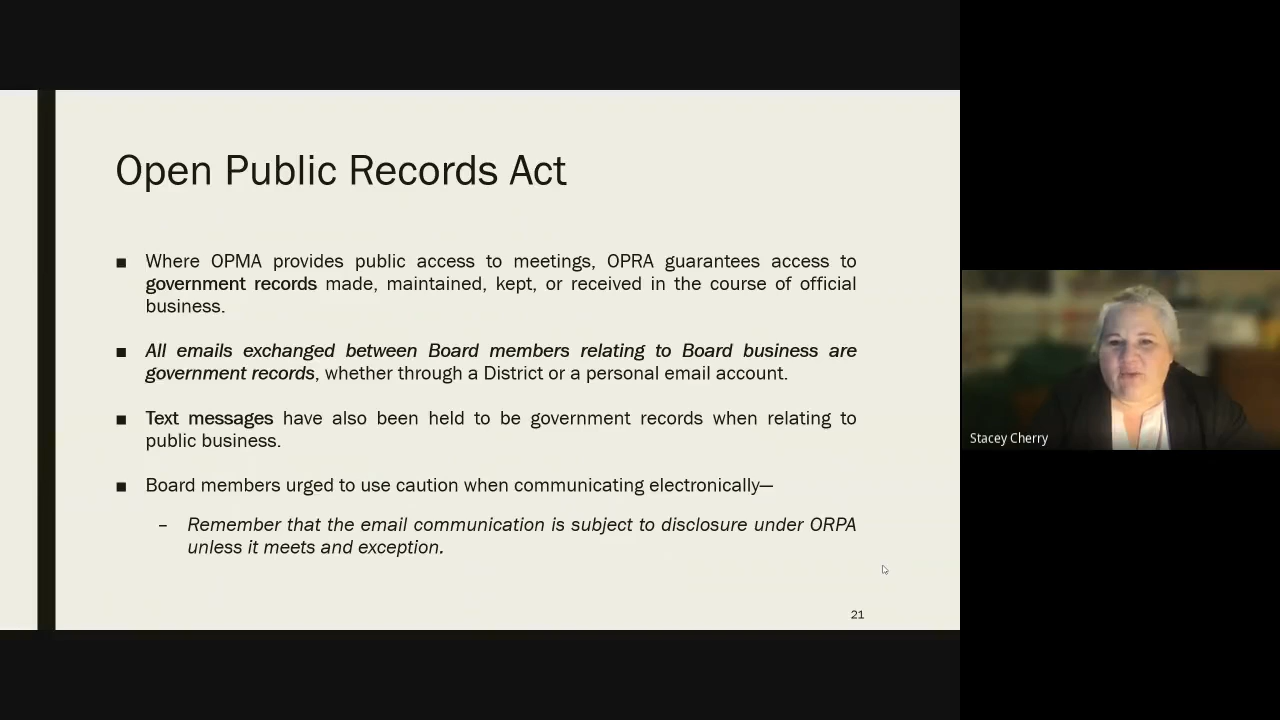 Open Public Records Act
■ Where OPMA provides public access to meetings, OPRA guarantees access to
government records made, maintained, kept, or received in the course of official
business.
■ All emails exchanged between Board members relating to Board business are
government records, whether through a District or a personal email account.
■ Text messages have also been held to be government records when relating to
public business.
■ Board members urged to use caution when communicating electronically—
– Remember that the email communication is subject to disclosure under ORPA
unless it meets and exception.
21
Stacey Cherry